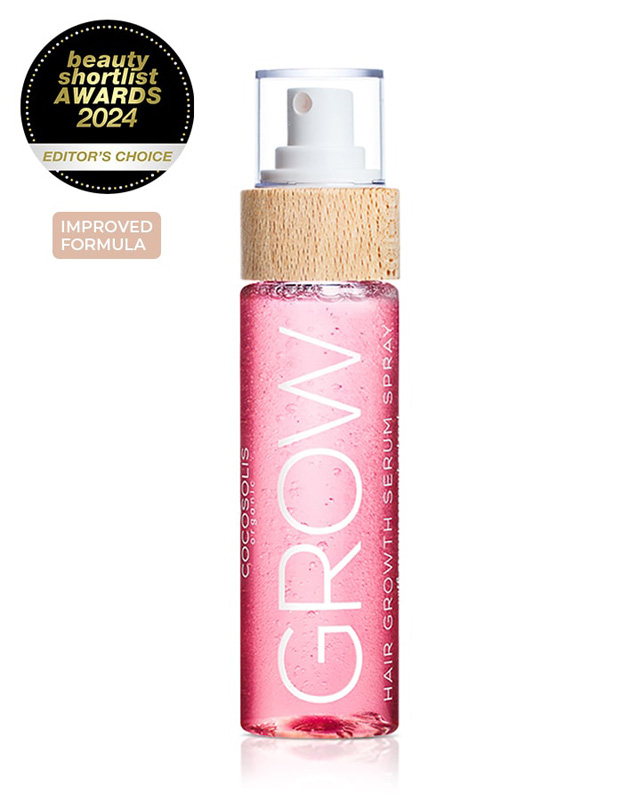 beauty
shortlist
AWARDS
2024
EDITOR'S CHOICE
IMPROVED
FORMULA
COCOSOLIS
organic
GROW
HAIR GROWTH SERUM SPRAY